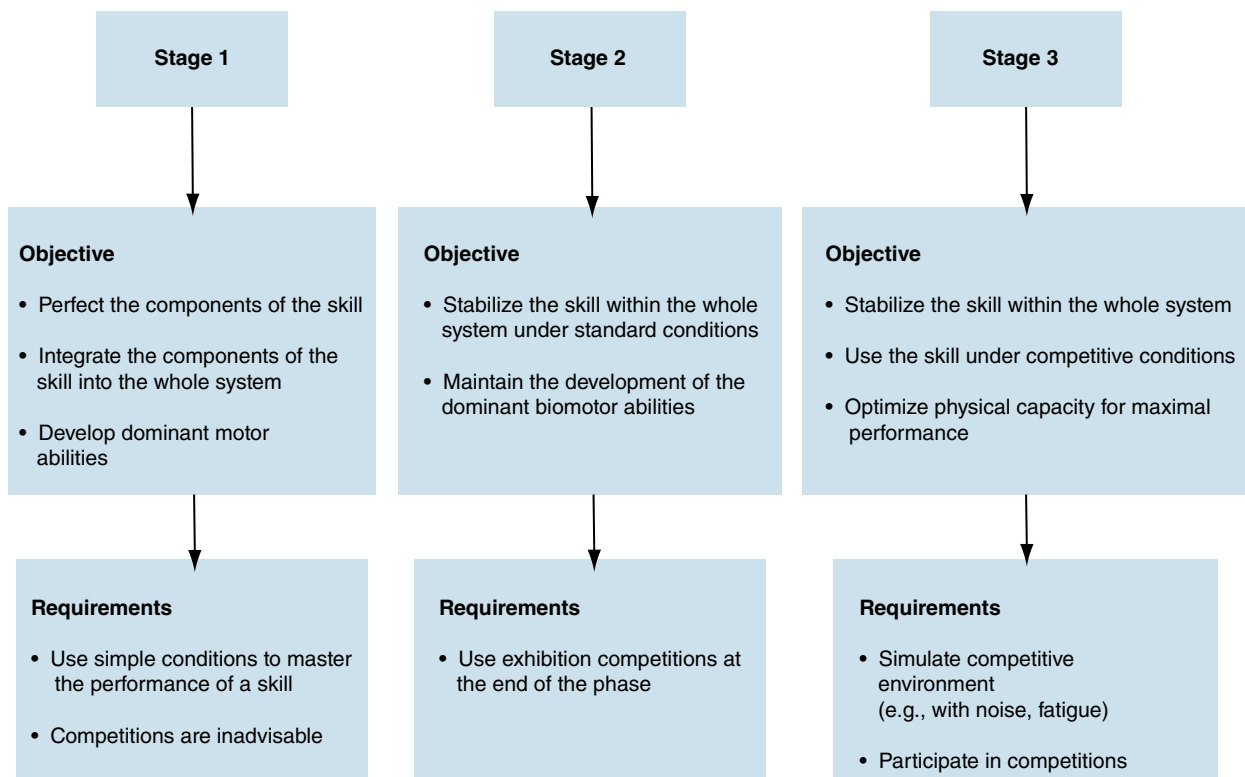 Stage 1
Stage 2
Stage 3
Objective
• Perfect the components of the skill
• Integrate the components of the
skill into the whole system
• Develop dominant motor
abilities
Objective
• Stabilize the skill within the whole
system under standard conditions
• Maintain the development of the
dominant biomotor abilities
Objective
• Stabilize the skill within the whole system
• Use the skill under competitive conditions
• Optimize physical capacity for maximal
performance
Requirements
• Use simple conditions to master
the performance of a skill
• Competitions are inadvisable
Requirements
• Use exhibition competitions at
the end of the phase
Requirements
• Simulate competitive
environment
(e.g., with noise, fatigue)
• Participate in competitions